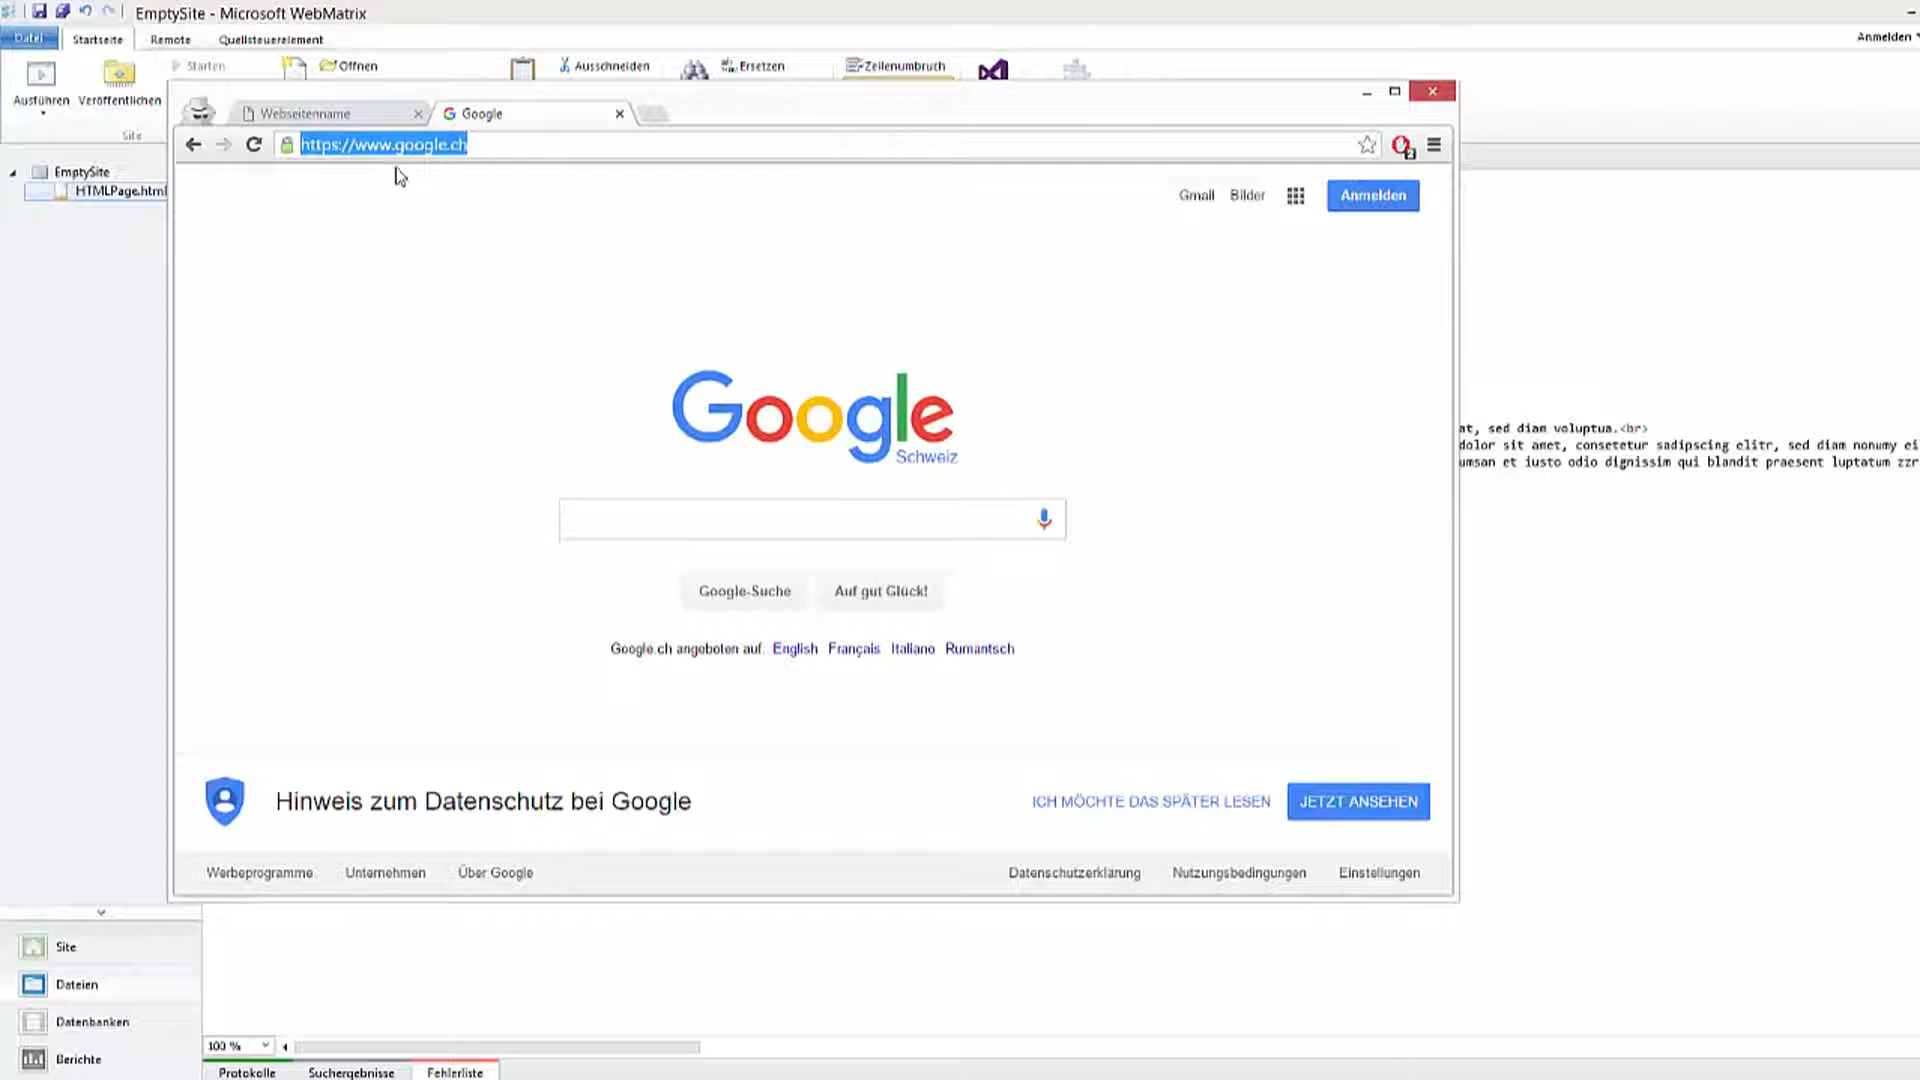 EmptySite - Microsoft WebMatrix
Datei Startseite Remote Quellsteuerelement
Anmelden
Starten Öffnen Ausschneiden Ersetzen Zeilenumbruch
Ausführen Veröffentlichen
Site
Webseitenname Google
https://www.google.ch
EmptySite
HTMLPage.html
Gmail Bilder Anmelden
Google
Schweiz
at, sed diam voluptua.<br>
dolor sit amet, consetetur sadipscing elitr, sed diam nonumy ei
umsan et iusto odio dignissim qui blandit praesent luptatum zzr
Google-Suche Auf gut Glück!
Google.ch angeboten auf: English Français Italiano Rumantsch
Hinweis zum Datenschutz bei Google ICH MÖCHTE DAS SPÄTER LESEN JETZT ANSEHEN
Werbeprogramme Unternehmen Über Google Datenschutzerklärung Nutzungsbedingungen Einstellungen
Site
Dateien
Datenbanken
Berichte
100 %
Protokolle Suchergebnisse Fehlerliste